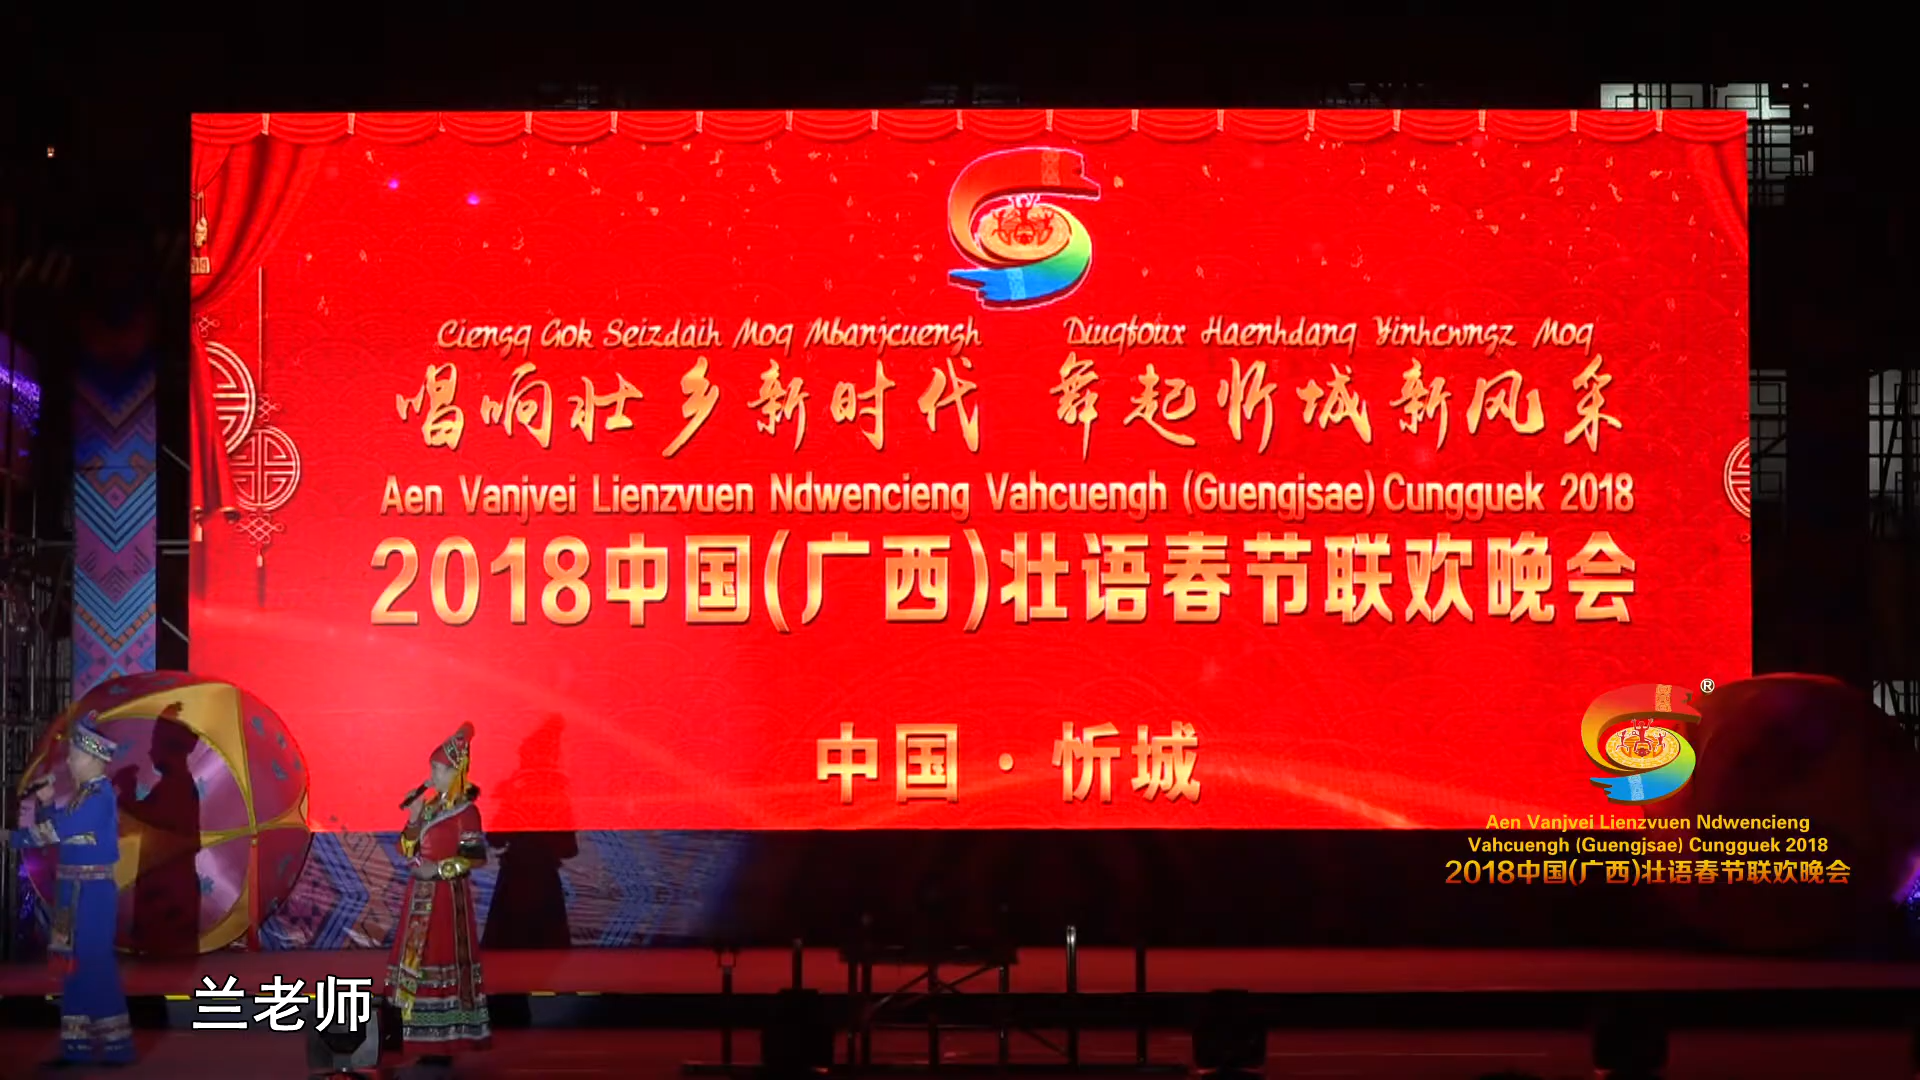 Ciengq Gok Seizdaih Moq Mbanjcuengh Diuqfoux Haenhdang Yinhcwngz Moq
唱响壮乡新时代 舞起忻城新风采
Aen Vanjvei Lienzvuen Ndwencieng Vahcuengh (Guengjsae) Cungguek 2018
2018中国(广西)壮语春节联欢晚会
中国·忻城
®
Aen Vanjvei Lienzvuen Ndwencieng
Vahcuengh (Guengjsae) Cungguek 2018
2018中国(广西)壮语春节联欢晚会
兰老师